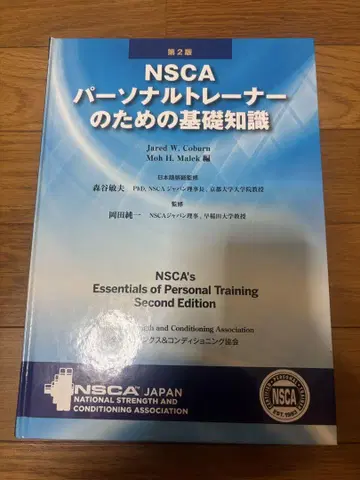 第2版
NSCA
パーソナルトレーナー
のための基礎知識
Jared W. Coburn
Moh H. Malek 編
日本語版総監修
森谷敏夫 PhD, NSCAジャパン理事長, 京都大学大学院教授
監修
岡田純一 NSCAジャパン理事, 早稲田大学教授
NSCA's
Essentials of Personal Training
Second Edition
and Conditioning Association
ングス&コンディショニング協会
NSCA JAPAN
NATIONAL STRENGTH AND
CONDITIONING ASSOCIATION
NSCA
EST. 1993